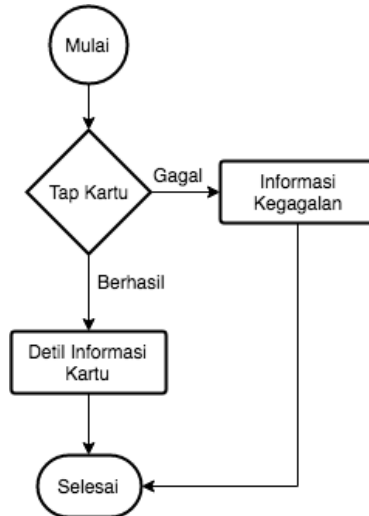 Mulai
Tap Kartu
Gagal
Informasi
Kegagalan
Berhasil
Detil Informasi
Kartu
Selesai